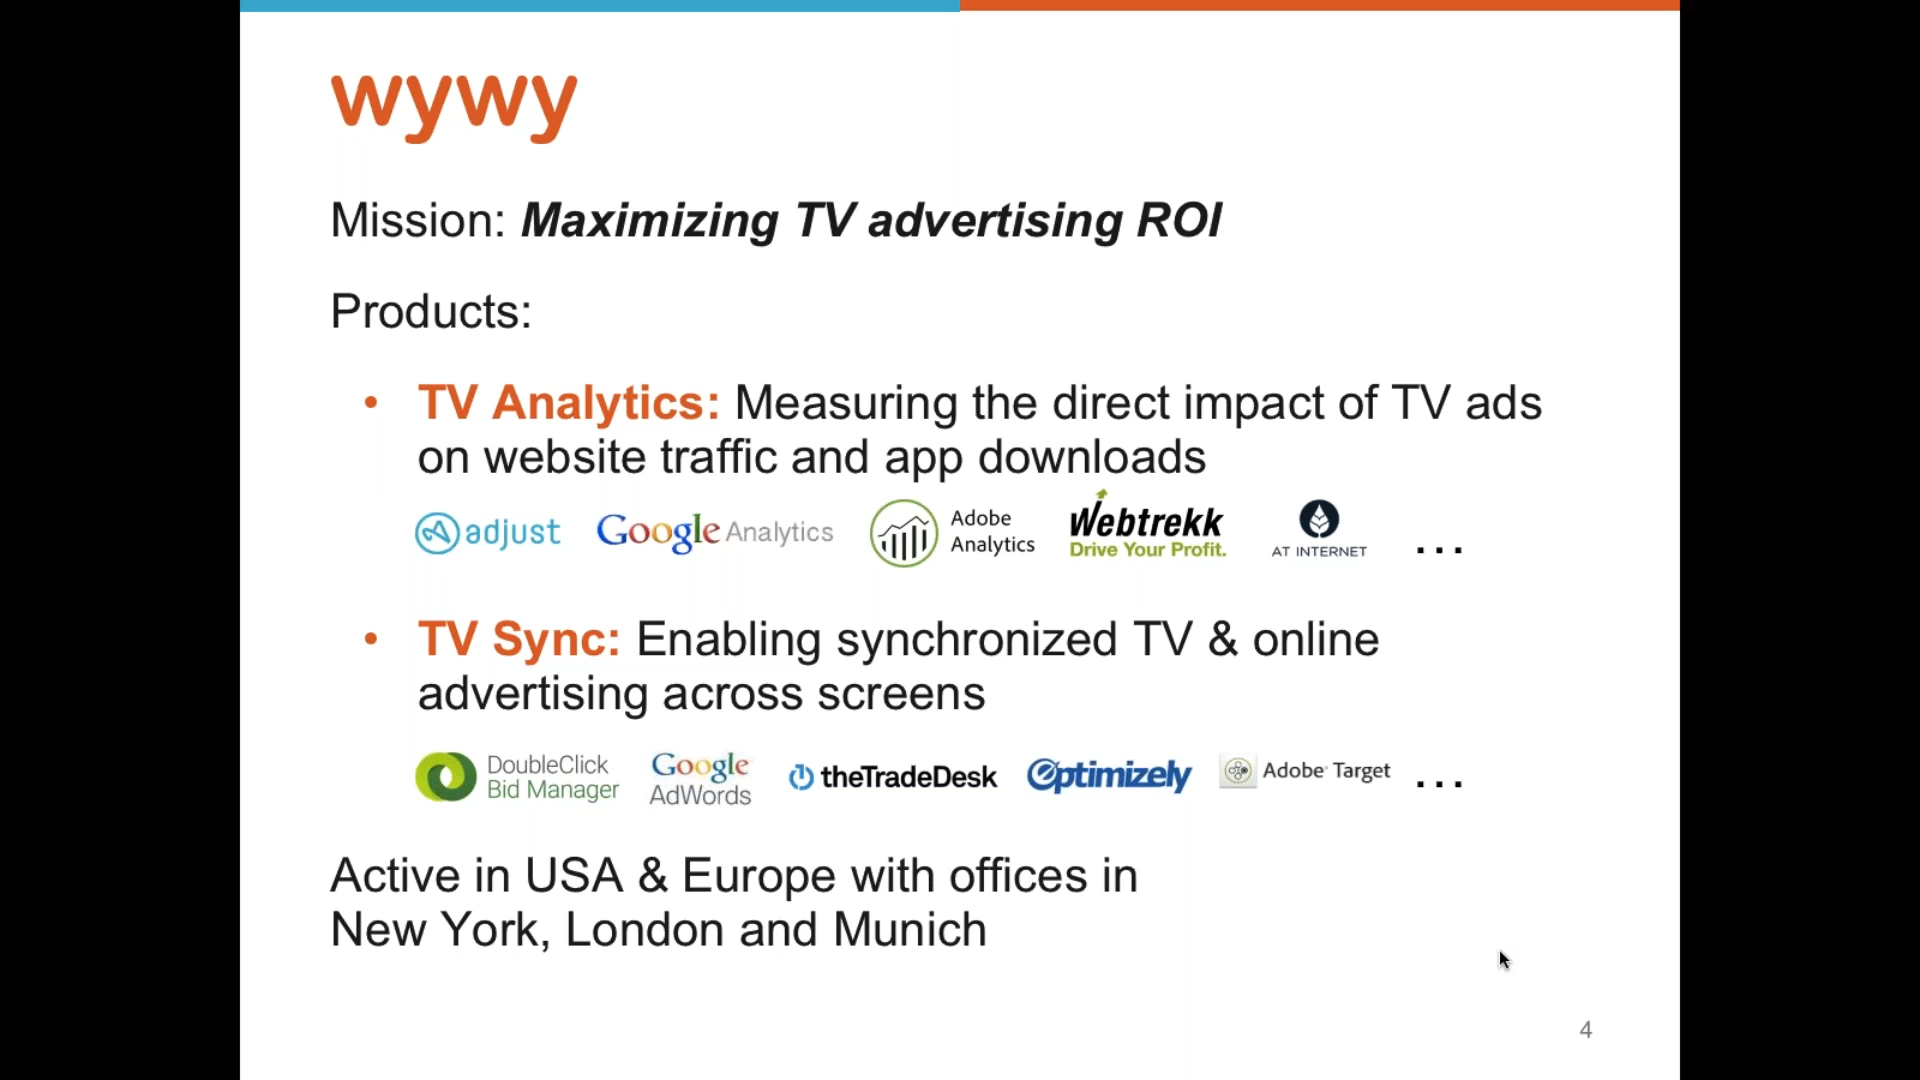 wywy
Mission: Maximizing TV advertising ROI
Products:
• TV Analytics: Measuring the direct impact of TV ads
on website traffic and app downloads
adjust
Google Analytics
Adobe
Analytics
Webtrekk
Drive Your Profit.
AT INTERNET
...
• TV Sync: Enabling synchronized TV & online
advertising across screens
DoubleClick
Bid Manager
Google
AdWords
theTradeDesk
Optimizely
Adobe Target
...
Active in USA & Europe with offices in
New York, London and Munich
4